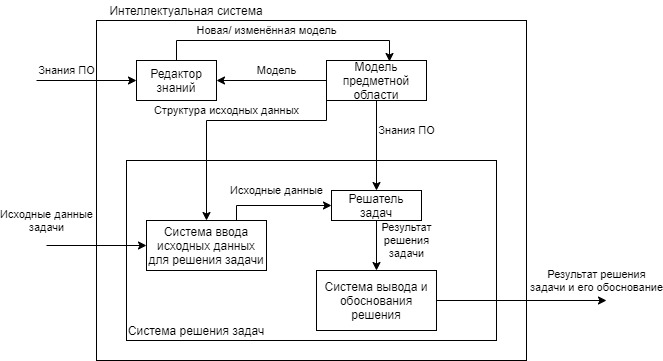 Интеллектуальная система
Новая/ изменённая модель
Знания ПО
Редактор
знаний
Модель
Модель
предметной
области
Структура исходных данных
Знания ПО
Исходные данные
задачи
Исходные данные
Решатель
задач
Система ввода
исходных данных
для решения задачи
Результат
решения
задачи
Система вывода и
обоснования
решения
Результат решения
задачи и его обоснование
Система решения задач